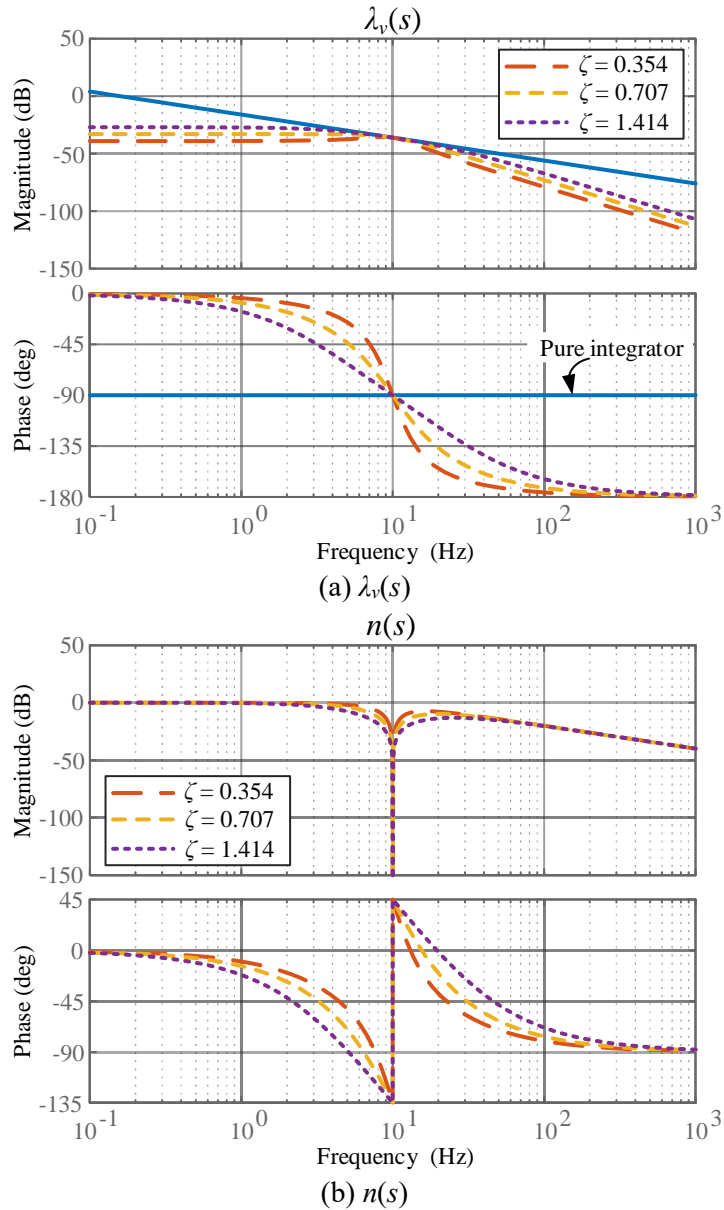 λᵥ(s)
50
0
-50
-100
-150
Magnitude (dB)
ζ = 0.354
ζ = 0.707
ζ = 1.414
0
-45
-90
-135
-180
Phase (deg)
Pure integrator
10⁻¹ 10⁰ 10¹ 10² 10³
Frequency (Hz)
(a) λᵥ(s)
n(s)
50
0
-50
-100
-150
Magnitude (dB)
ζ = 0.354
ζ = 0.707
ζ = 1.414
45
0
-45
-90
-135
Phase (deg)
10⁻¹ 10⁰ 10¹ 10² 10³
Frequency (Hz)
(b) n(s)